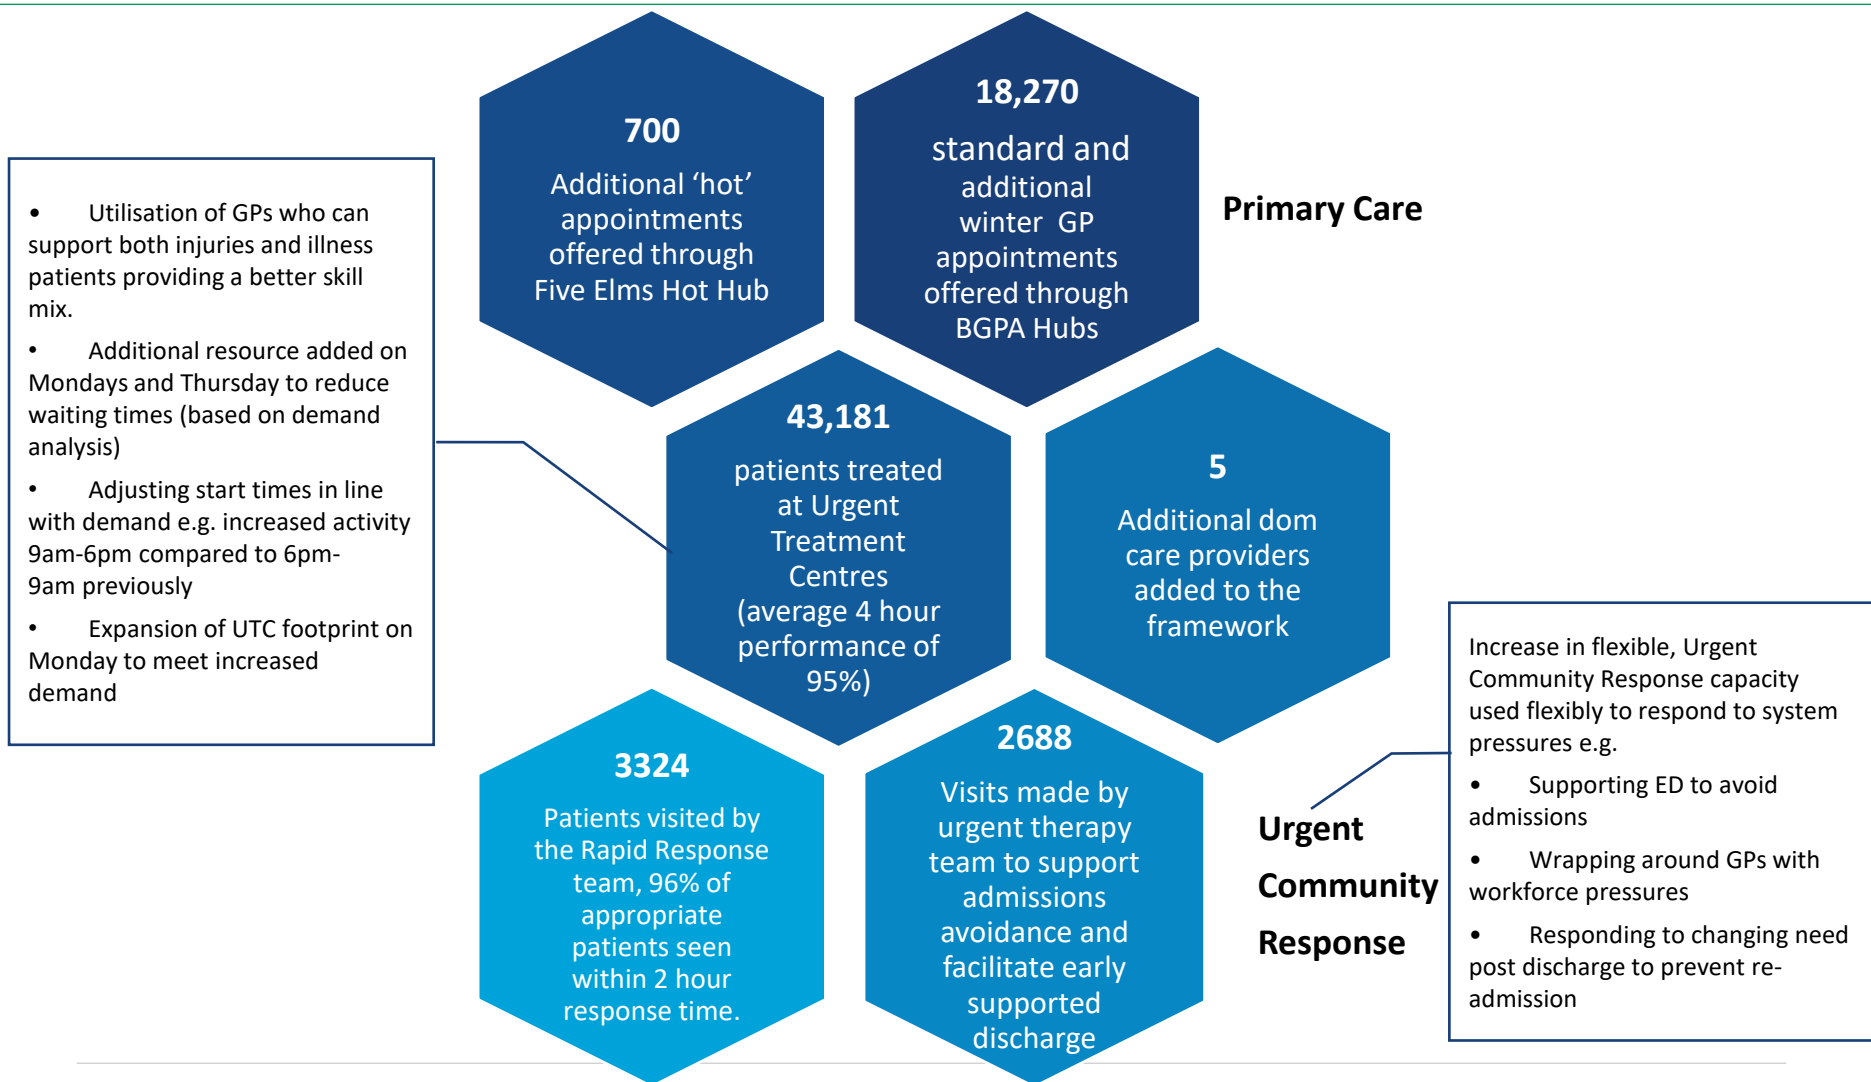 700
Additional ‘hot’
appointments
offered through
Five Elms Hot Hub
18,270
standard and
additional
winter GP
appointments
offered through
BGPA Hubs
Primary Care
• Utilisation of GPs who can
support both injuries and illness
patients providing a better skill
mix.
• Additional resource added on
Mondays and Thursday to reduce
waiting times (based on demand
analysis)
• Adjusting start times in line
with demand e.g. increased activity
9am-6pm compared to 6pm-
9am previously
• Expansion of UTC footprint on
Monday to meet increased
demand
43,181
patients treated
at Urgent
Treatment
Centres
(average 4 hour
performance of
95%)
5
Additional dom
care providers
added to the
framework
3324
Patients visited by
the Rapid Response
team, 96% of
appropriate
patients seen
within 2 hour
response time.
2688
Visits made by
urgent therapy
team to support
admissions
avoidance and
facilitate early
supported
discharge
Urgent
Community
Response
Increase in flexible, Urgent
Community Response capacity
used flexibly to respond to system
pressures e.g.
• Supporting ED to avoid
admissions
• Wrapping around GPs with
workforce pressures
• Responding to changing need
post discharge to prevent re-
admission